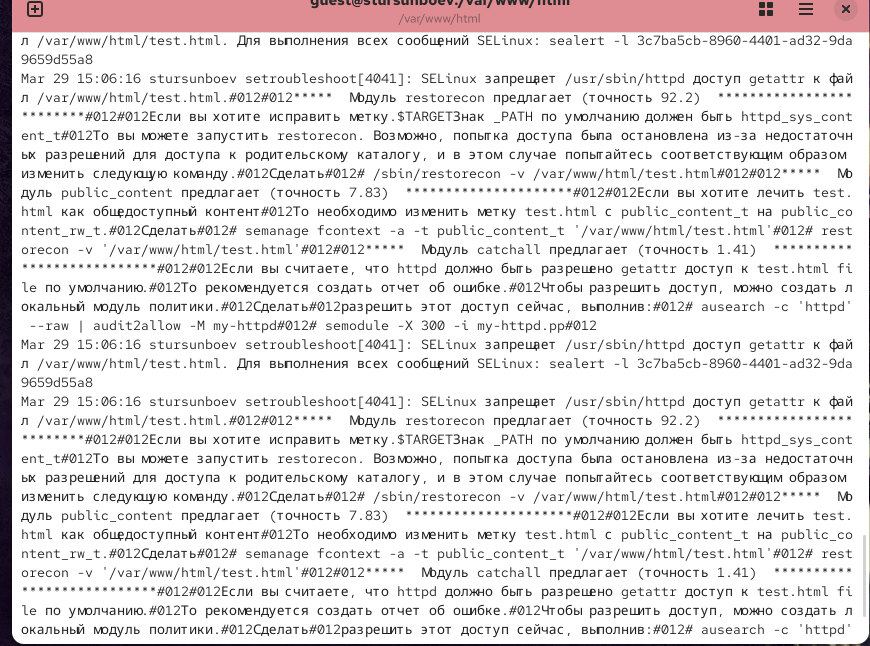 guest@stursunboev:/var/www/html
/var/www/html
л /var/www/html/test.html. Для выполнения всех сообщений SELinux: sealert -l 3c7ba5cb-8960-4401-ad32-9da
9659d55a8
Mar 29 15:06:16 stursunboev setroubleshoot[4041]: SELinux запрещает /usr/sbin/httpd доступ getattr к фай
л /var/www/html/test.html.#012#012***** Модуль restorecon предлагает (точность 92.2) *****************
********#012#012Если вы хотите исправить метку.$TARGETЗнак _PATH по умолчанию должен быть httpd_sys_cont
ent_t#012То вы можете запустить restorecon. Возможно, попытка доступа была остановлена из-за недостаточн
ых разрешений для доступа к родительскому каталогу, и в этом случае попытайтесь соответствующим образом
изменить следующую команду.#012Сделать#012# /sbin/restorecon -v /var/www/html/test.html#012#012***** Мо
дуль public_content предлагает (точность 7.83) *********************#012#012Если вы хотите лечить test.
html как общедоступный контент#012То необходимо изменить метку test.html с public_content_t на public_co
ntent_rw_t.#012Сделать#012# semanage fcontext -a -t public_content_t '/var/www/html/test.html'#012# rest
orecon -v '/var/www/html/test.html'#012#012***** Модуль catchall предлагает (точность 1.41) **********
*****************#012#012Если вы считаете, что httpd должно быть разрешено getattr доступ к test.html fi
le по умолчанию.#012То рекомендуется создать отчет об ошибке.#012Чтобы разрешить доступ, можно создать л
окальный модуль политики.#012Сделать#012разрешить этот доступ сейчас, выполнив:#012# ausearch -c 'httpd'
--raw | audit2allow -M my-httpd#012# semodule -X 300 -i my-httpd.pp#012
Mar 29 15:06:16 stursunboev setroubleshoot[4041]: SELinux запрещает /usr/sbin/httpd доступ getattr к фай
л /var/www/html/test.html. Для выполнения всех сообщений SELinux: sealert -l 3c7ba5cb-8960-4401-ad32-9da
9659d55a8
Mar 29 15:06:16 stursunboev setroubleshoot[4041]: SELinux запрещает /usr/sbin/httpd доступ getattr к фай
л /var/www/html/test.html.#012#012***** Модуль restorecon предлагает (точность 92.2) *****************
********#012#012Если вы хотите исправить метку.$TARGETЗнак _PATH по умолчанию должен быть httpd_sys_cont
ent_t#012То вы можете запустить restorecon. Возможно, попытка доступа была остановлена из-за недостаточн
ых разрешений для доступа к родительскому каталогу, и в этом случае попытайтесь соответствующим образом
изменить следующую команду.#012Сделать#012# /sbin/restorecon -v /var/www/html/test.html#012#012***** Мо
дуль public_content предлагает (точность 7.83) *********************#012#012Если вы хотите лечить test.
html как общедоступный контент#012То необходимо изменить метку test.html с public_content_t на public_co
ntent_rw_t.#012Сделать#012# semanage fcontext -a -t public_content_t '/var/www/html/test.html'#012# rest
orecon -v '/var/www/html/test.html'#012#012***** Модуль catchall предлагает (точность 1.41) **********
*****************#012#012Если вы считаете, что httpd должно быть разрешено getattr доступ к test.html fi
le по умолчанию.#012То рекомендуется создать отчет об ошибке.#012Чтобы разрешить доступ, можно создать л
окальный модуль политики.#012Сделать#012разрешить этот доступ сейчас, выполнив:#012# ausearch -c 'httpd'